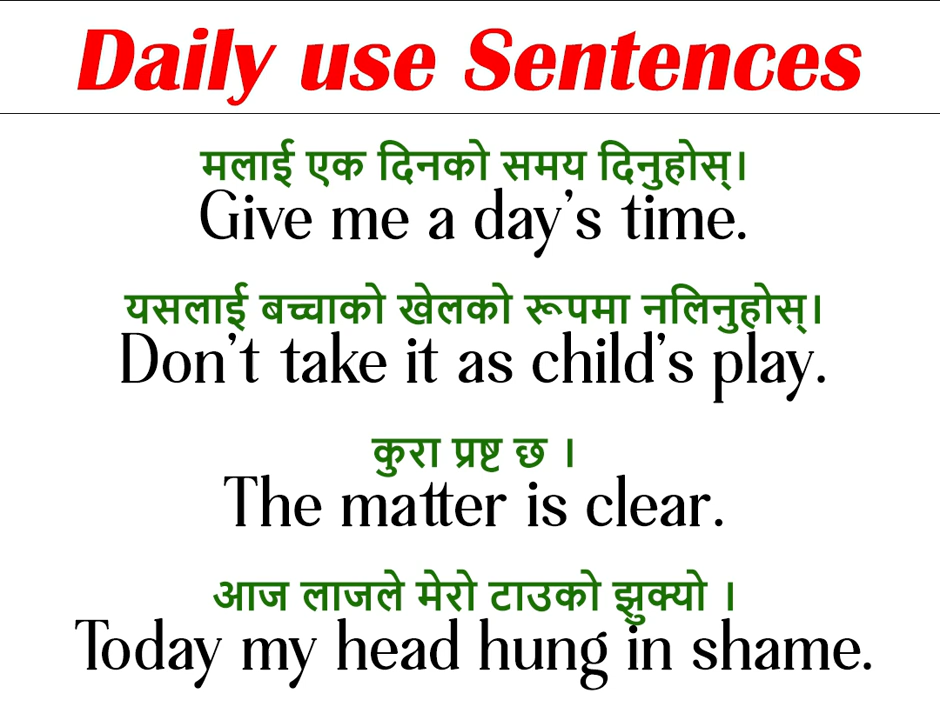 Daily use Sentences
मलाई एक दिनको समय दिनुहोस्।
Give me a day’s time.
यसलाई बच्चाको खेलको रूपमा नलिनुहोस्।
Don’t take it as child’s play.
कुरा प्रष्ट छ ।
The matter is clear.
आज लाजले मेरो टाउको झुक्यो ।
Today my head hung in shame.